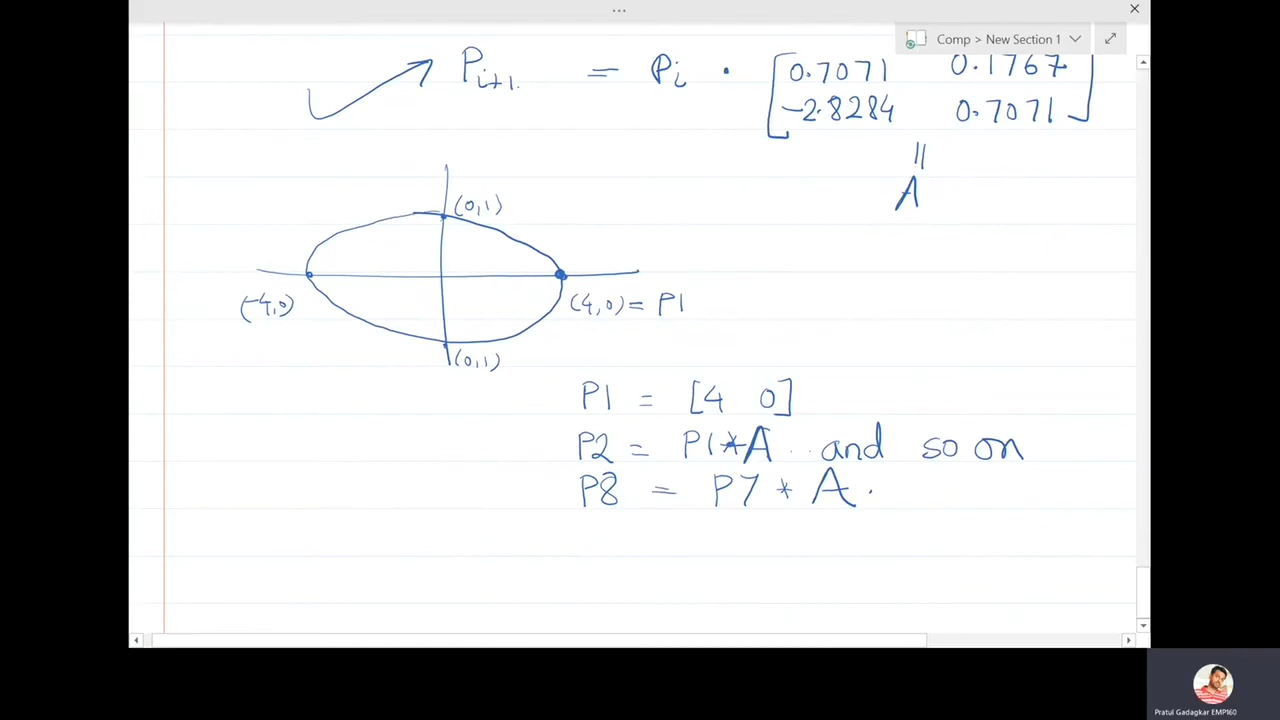 Comp > New Section 1
P_{i+1} = P_i · [0.7071 0.1767
-2.8284 0.7071]
||
A
(0,1)
(-4,0)
(4,0) = P1
(0,1)
P1 = [4 0]
P2 = P1*A .. and so on
P8 = P7 * A.
Pratul Gadagkar EMP160